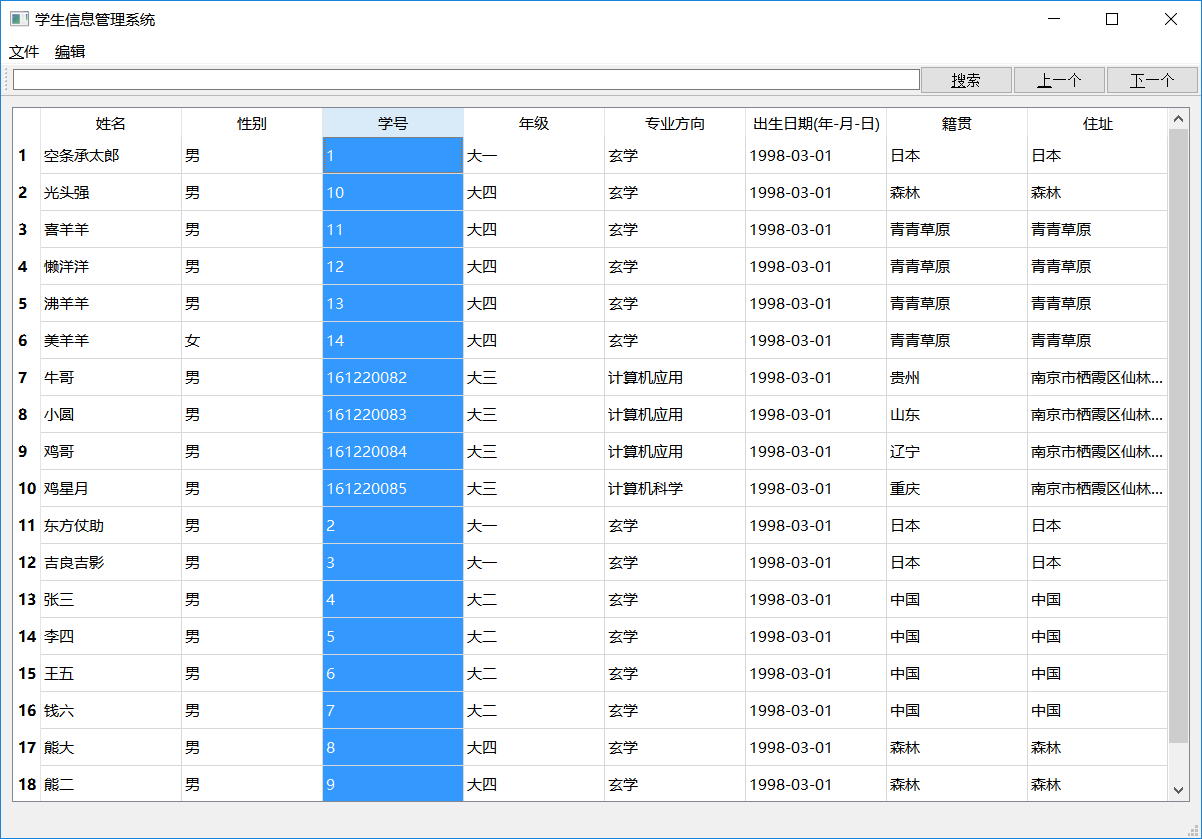 学生信息管理系统
文件 编辑
搜索 上一个 下一个
姓名 性别 学号 年级 专业方向 出生日期(年-月-日) 籍贯 住址
1 空条承太郎 男 1 大一 玄学 1998-03-01 日本 日本
2 光头强 男 10 大四 玄学 1998-03-01 森林 森林
3 喜羊羊 男 11 大四 玄学 1998-03-01 青青草原 青青草原
4 懒洋洋 男 12 大四 玄学 1998-03-01 青青草原 青青草原
5 沸羊羊 男 13 大四 玄学 1998-03-01 青青草原 青青草原
6 美羊羊 女 14 大四 玄学 1998-03-01 青青草原 青青草原
7 牛哥 男 161220082 大三 计算机应用 1998-03-01 贵州 南京市栖霞区仙林...
8 小圆 男 161220083 大三 计算机应用 1998-03-01 山东 南京市栖霞区仙林...
9 鸡哥 男 161220084 大三 计算机应用 1998-03-01 辽宁 南京市栖霞区仙林...
10 鸡星月 男 161220085 大三 计算机科学 1998-03-01 重庆 南京市栖霞区仙林...
11 东方仗助 男 2 大一 玄学 1998-03-01 日本 日本
12 吉良吉影 男 3 大一 玄学 1998-03-01 日本 日本
13 张三 男 4 大二 玄学 1998-03-01 中国 中国
14 李四 男 5 大二 玄学 1998-03-01 中国 中国
15 王五 男 6 大二 玄学 1998-03-01 中国 中国
16 钱六 男 7 大二 玄学 1998-03-01 中国 中国
17 熊大 男 8 大四 玄学 1998-03-01 森林 森林
18 熊二 男 9 大四 玄学 1998-03-01 森林 森林